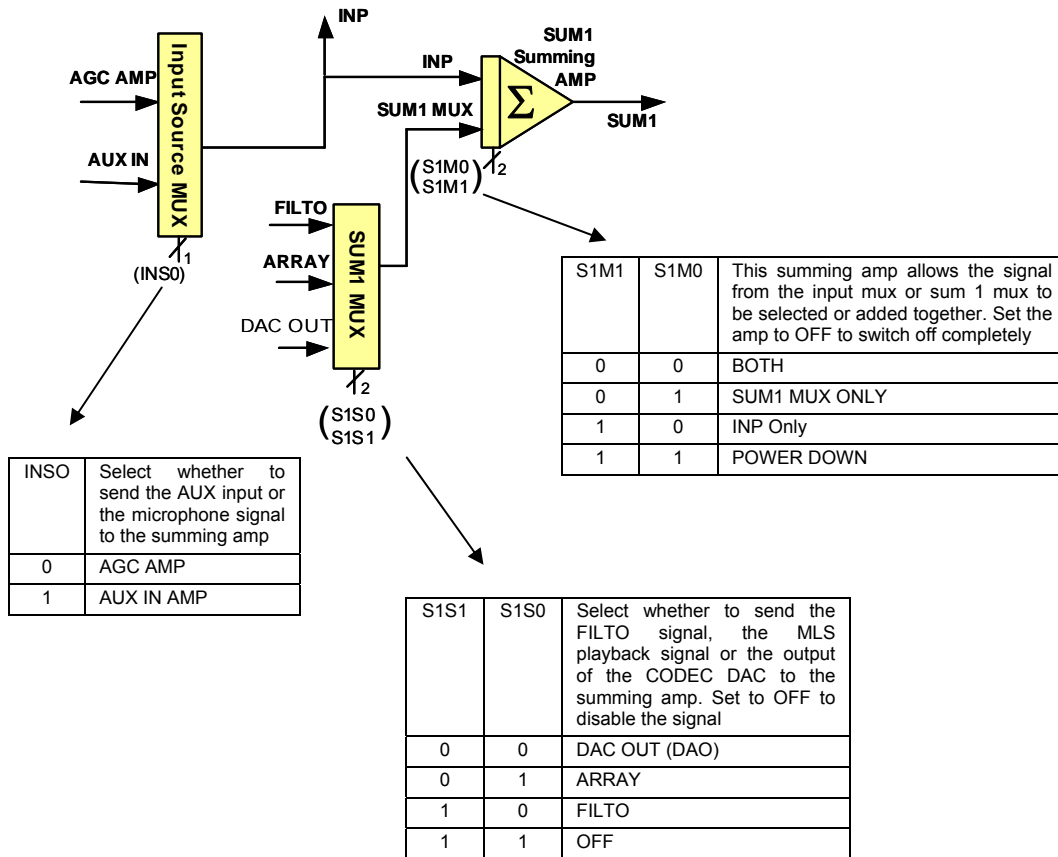 INP
SUM1
Summing
AMP
AGC AMP
INP
Input Source MUX
Σ
SUM1 MUX
SUM1
AUX IN
(S1M0
S1M1)
2
FILTO
SUM1 MUX
1
(INS0)
ARRAY
DAC OUT
2
(S1S0
S1S1)
S1M1 S1M0 This summing amp allows the signal
from the input mux or sum 1 mux to
be selected or added together. Set the
amp to OFF to switch off completely
0 0 BOTH
0 1 SUM1 MUX ONLY
1 0 INP Only
1 1 POWER DOWN
INSO Select whether to
send the AUX input or
the microphone signal
to the summing amp
0 AGC AMP
1 AUX IN AMP
S1S1 S1S0 Select whether to send the
FILTO signal, the MLS
playback signal or the output
of the CODEC DAC to the
summing amp. Set to OFF to
disable the signal
0 0 DAC OUT (DAO)
0 1 ARRAY
1 0 FILTO
1 1 OFF